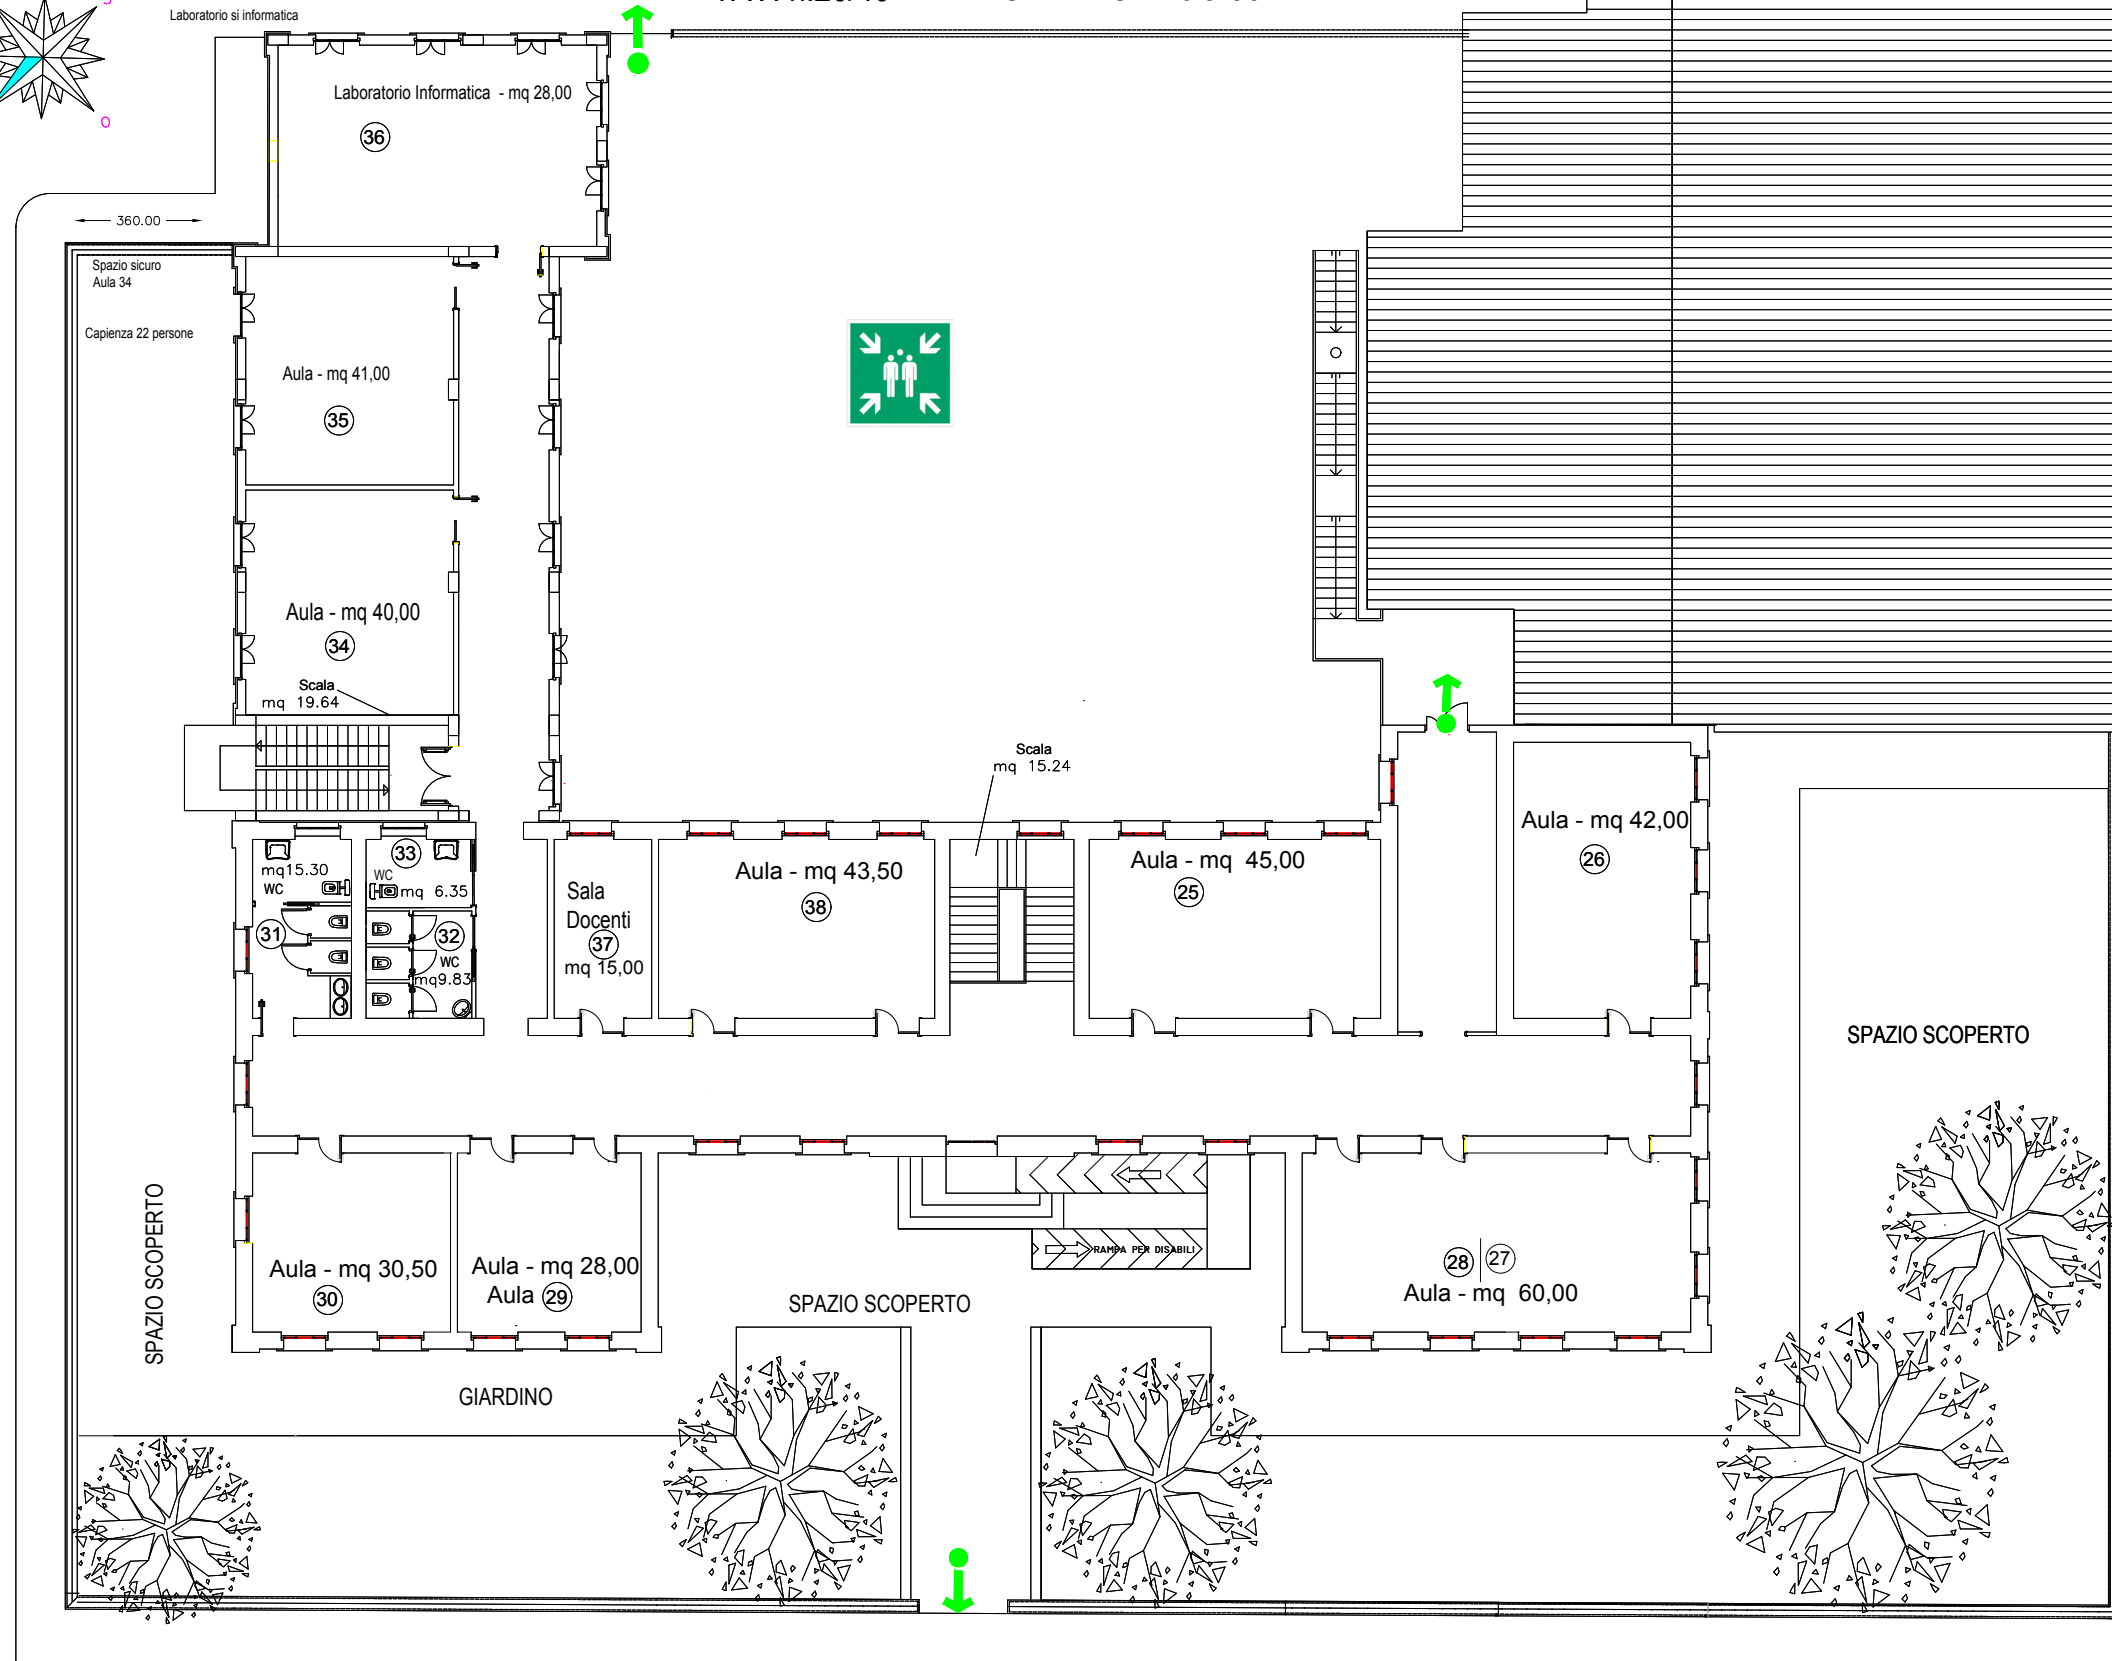 Laboratorio si informatica
O
Laboratorio Informatica - mq 28,00
36
360.00
Spazio sicuro
Aula 34
Capienza 22 persone
Aula - mq 41,00
35
Aula - mq 40,00
34
Scala
mq 19.64
Scala
mq 15.24
Aula - mq 42,00
26
33
mq15.30
WC
WC
mq 6.35
31
32
WC
mq9.83
Sala
Docenti
37
mq 15,00
Aula - mq 43,50
38
Aula - mq 45,00
25
SPAZIO SCOPERTO
SPAZIO SCOPERTO
Aula - mq 30,50
30
Aula - mq 28,00
Aula 29
RAMPA PER DISABILI
SPAZIO SCOPERTO
28 27
Aula - mq 60,00
GIARDINO